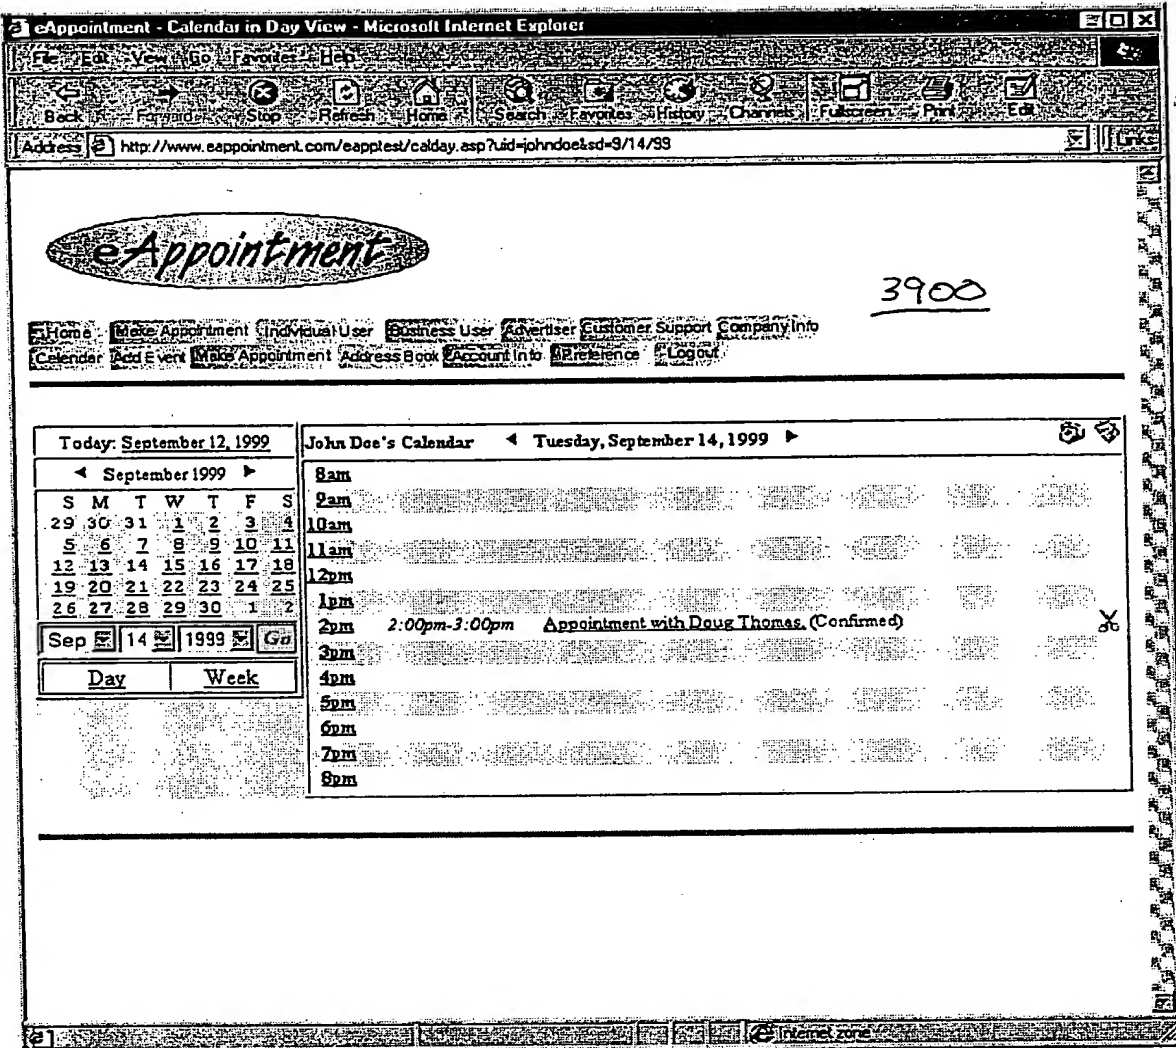 eAppointment - Calendar in Day View - Microsoft Internet Explorer
File Edit View Go Favorites Help
Back Forward Stop Refresh Home Search Favorites History Channels Fullscreen Print Edit
Address http://www.eappointment.com/eapptest/calday.asp?uid=johndoe&sd=9/14/99 Links
eAppointment
3900
Home Make Appointment Individual User Business User Advertiser Customer Support Company Info
Calendar Add Event Make Appointment Address Book Account Info Preference Logout
Today: September 12, 1999
September 1999
S M T W T F S
29 30 31 1 2 3 4
5 6 7 8 9 10 11
12 13 14 15 16 17 18
19 20 21 22 23 24 25
26 27 28 29 30 1 2
Sep 14 1999 Go
Day Week
John Doe's Calendar Tuesday, September 14, 1999
8am
9am
10am
11am
12pm
1pm
2pm 2:00pm-3:00pm Appointment with Doug Thomas. (Confirmed)
3pm
4pm
5pm
6pm
7pm
8pm
Internet zone